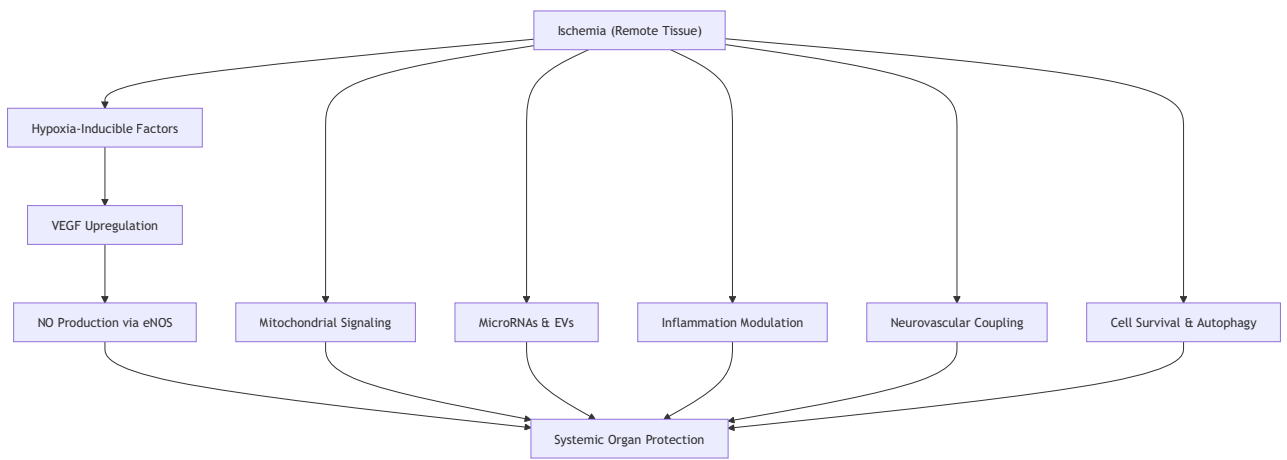 Ischemia (Remote Tissue)
Hypoxia-Inducible Factors
VEGF Upregulation
NO Production via eNOS
Mitochondrial Signaling
MicroRNAs & EVs
Inflammation Modulation
Neurovascular Coupling
Cell Survival & Autophagy
Systemic Organ Protection